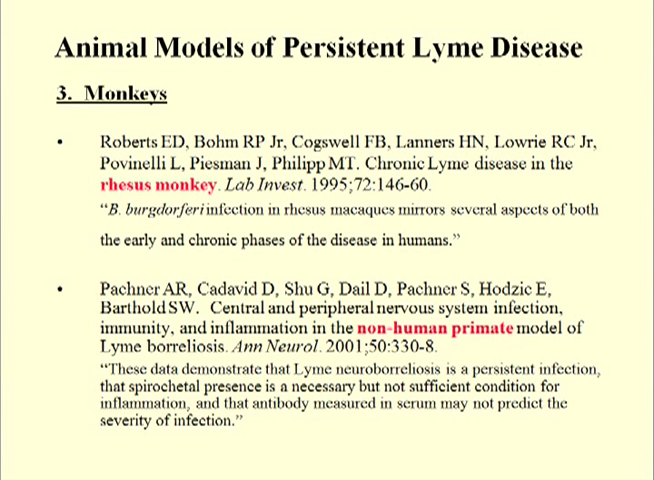 Animal Models of Persistent Lyme Disease
3. Monkeys
• Roberts ED, Bohm RP Jr, Cogswell FB, Lanners HN, Lowrie RC Jr,
Povinelli L, Piesman J, Philipp MT. Chronic Lyme disease in the
rhesus monkey. Lab Invest. 1995;72:146-60.
“B. burgdorferi infection in rhesus macaques mirrors several aspects of both
the early and chronic phases of the disease in humans.”
• Pachner AR, Cadavid D, Shu G, Dail D, Pachner S, Hodzic E,
Barthold SW. Central and peripheral nervous system infection,
immunity, and inflammation in the non-human primate model of
Lyme borreliosis. Ann Neurol. 2001;50:330-8.
“These data demonstrate that Lyme neuroborreliosis is a persistent infection,
that spirochetal presence is a necessary but not sufficient condition for
inflammation, and that antibody measured in serum may not predict the
severity of infection.”